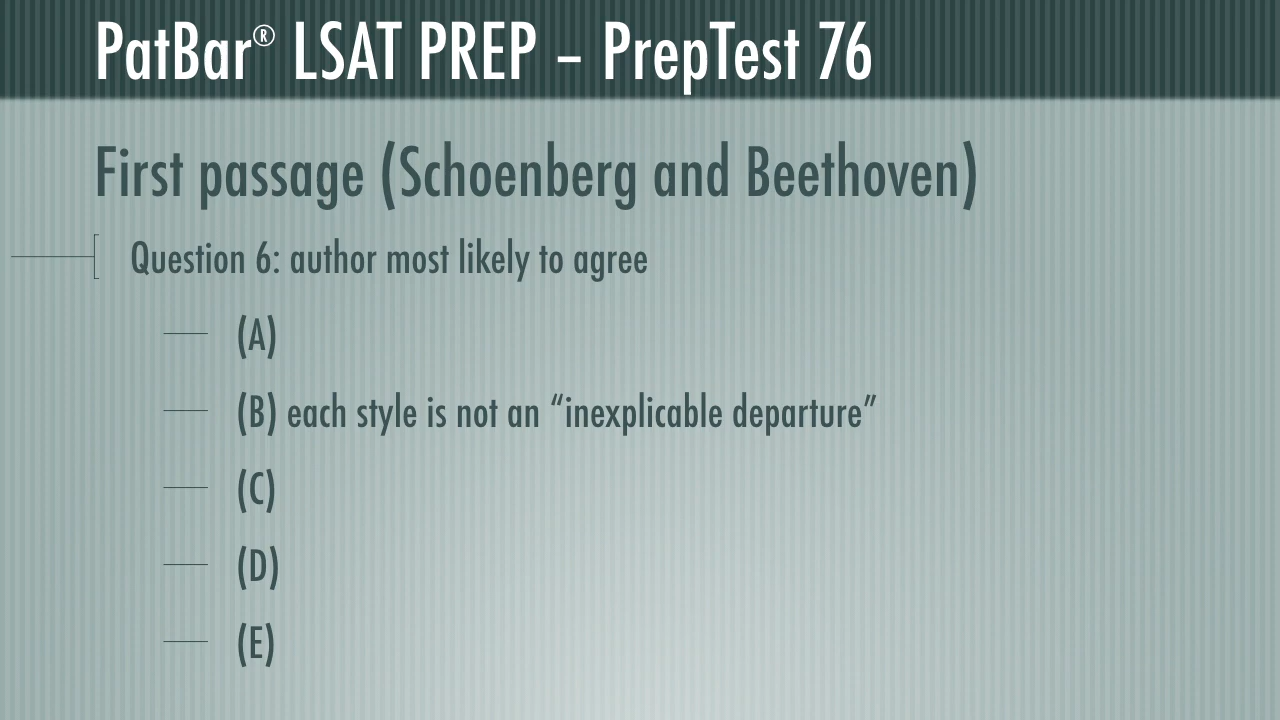 PatBar® LSAT PREP – PrepTest 76
First passage (Schoenberg and Beethoven)
Question 6: author most likely to agree
(A)
(B) each style is not an “inexplicable departure”
(C)
(D)
(E)